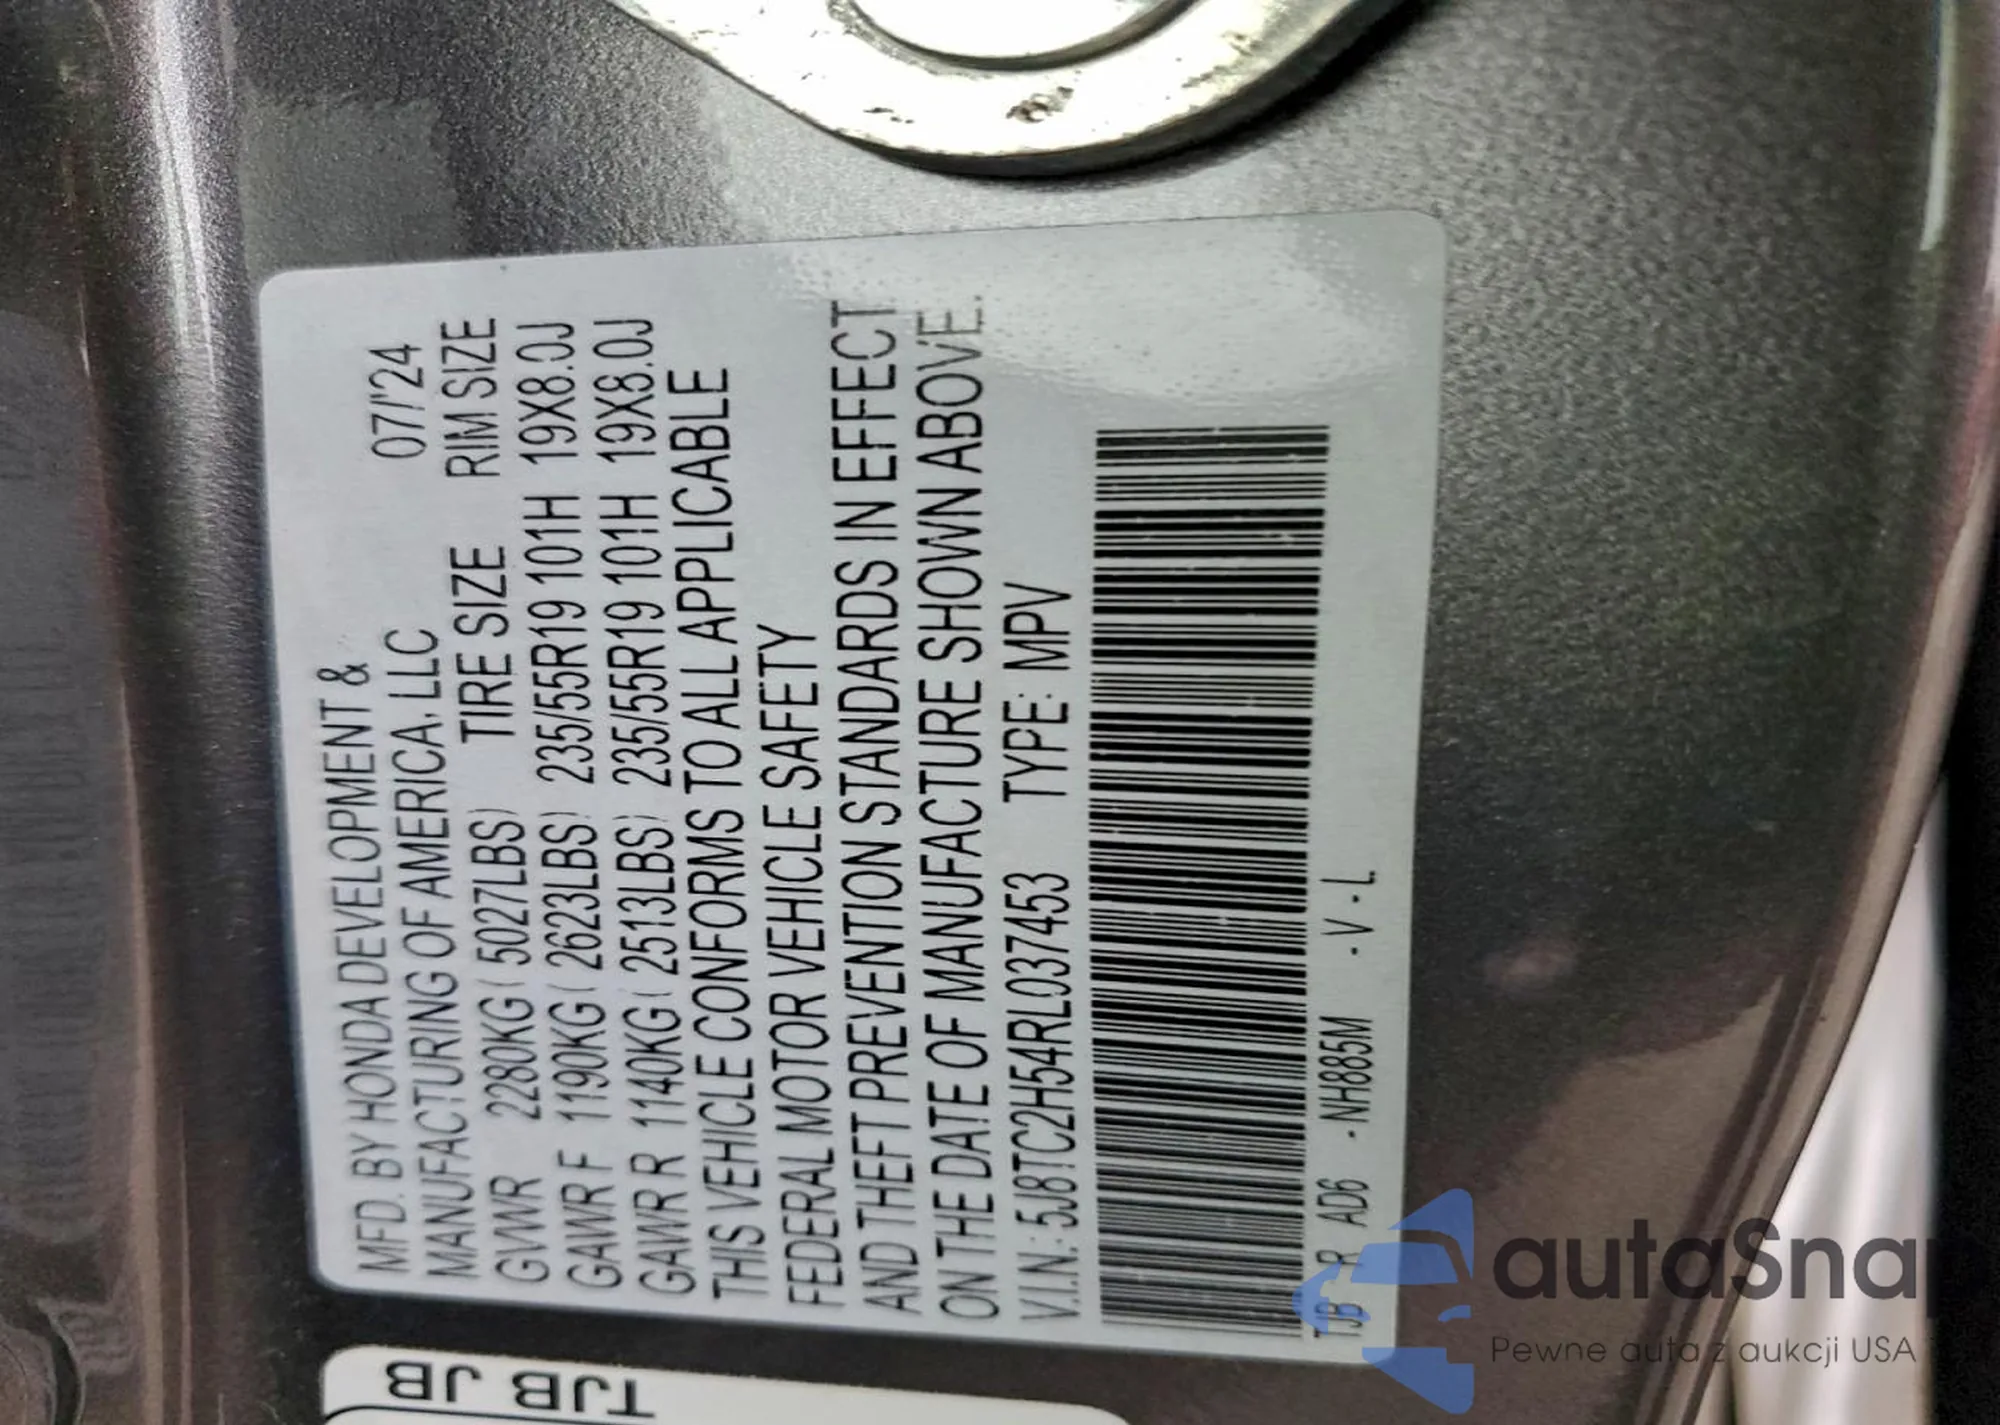 MFD. BY HONDA DEVELOPMENT &
MANUFACTURING OF AMERICA, LLC 07/'24
GVWR 2280KG ( 5027LBS) TIRE SIZE RIM SIZE
GAWR F 1190KG ( 2623LBS) 235/55R19 101H 19X8.0J
GAWR R 1140KG ( 2513LBS) 235/55R19 101H 19X8.0J
THIS VEHICLE CONFORMS TO ALL APPLICABLE
FEDERAL MOTOR VEHICLE SAFETY
AND THEFT PREVENTION STANDARDS IN EFFECT
ON THE DATE OF MANUFACTURE SHOWN ABOVE.
V.I.N.: 5J8TC2H54RL037453 TYPE: MPV
TJB R AD6 - NH885M - V - L
TJB JB
autaSna
Pewne auta z aukcji USA